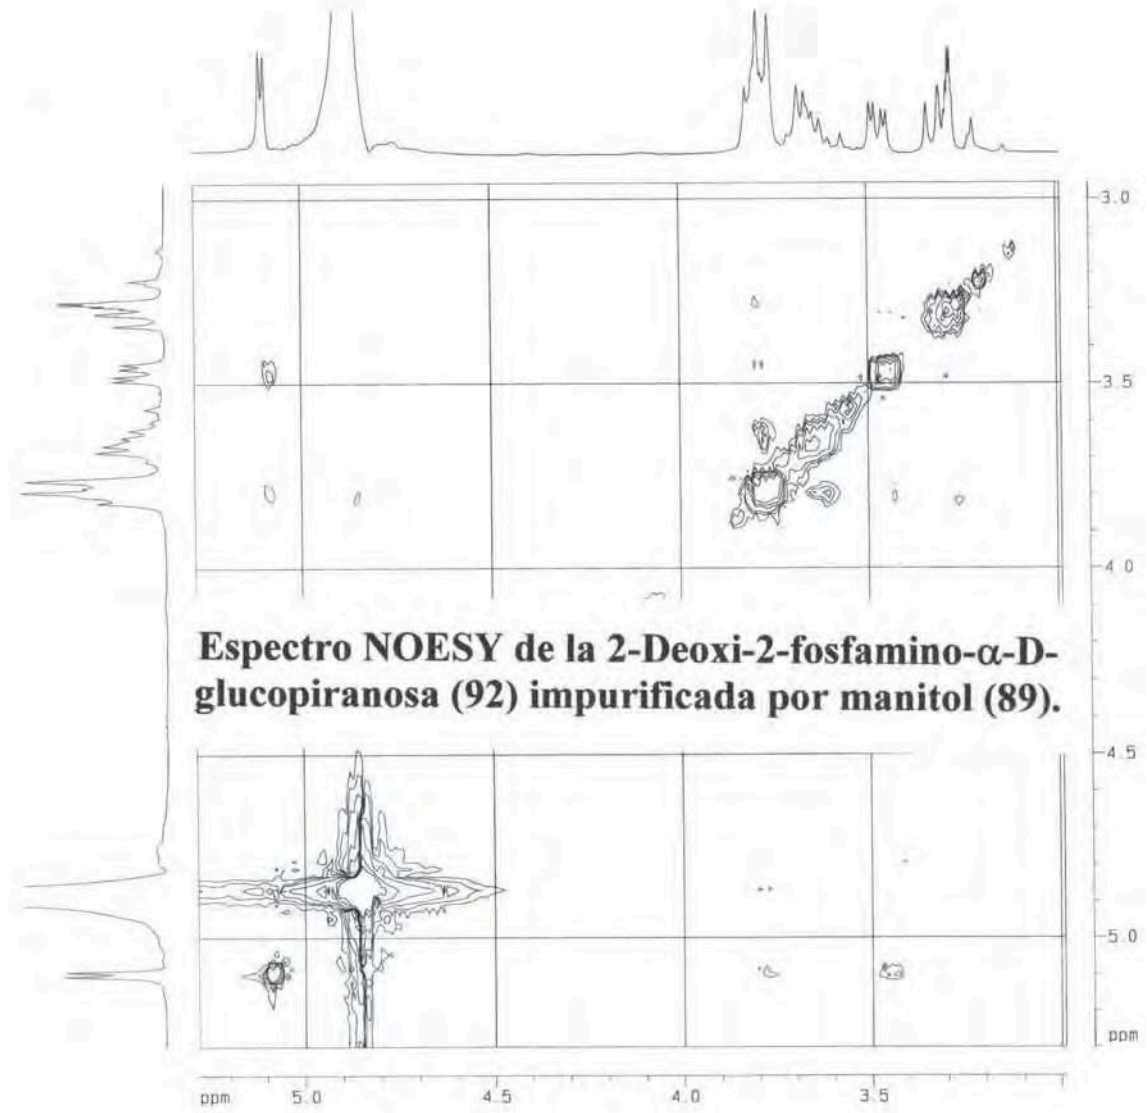 3.0
3.5
4.0
Espectro NOESY de la 2-Deoxi-2-fosfamino-α-D-
glucopiranosa (92) impurificada por manitol (89).
4.5
5.0
ppm
ppm 5.0 4.5 4.0 3.5